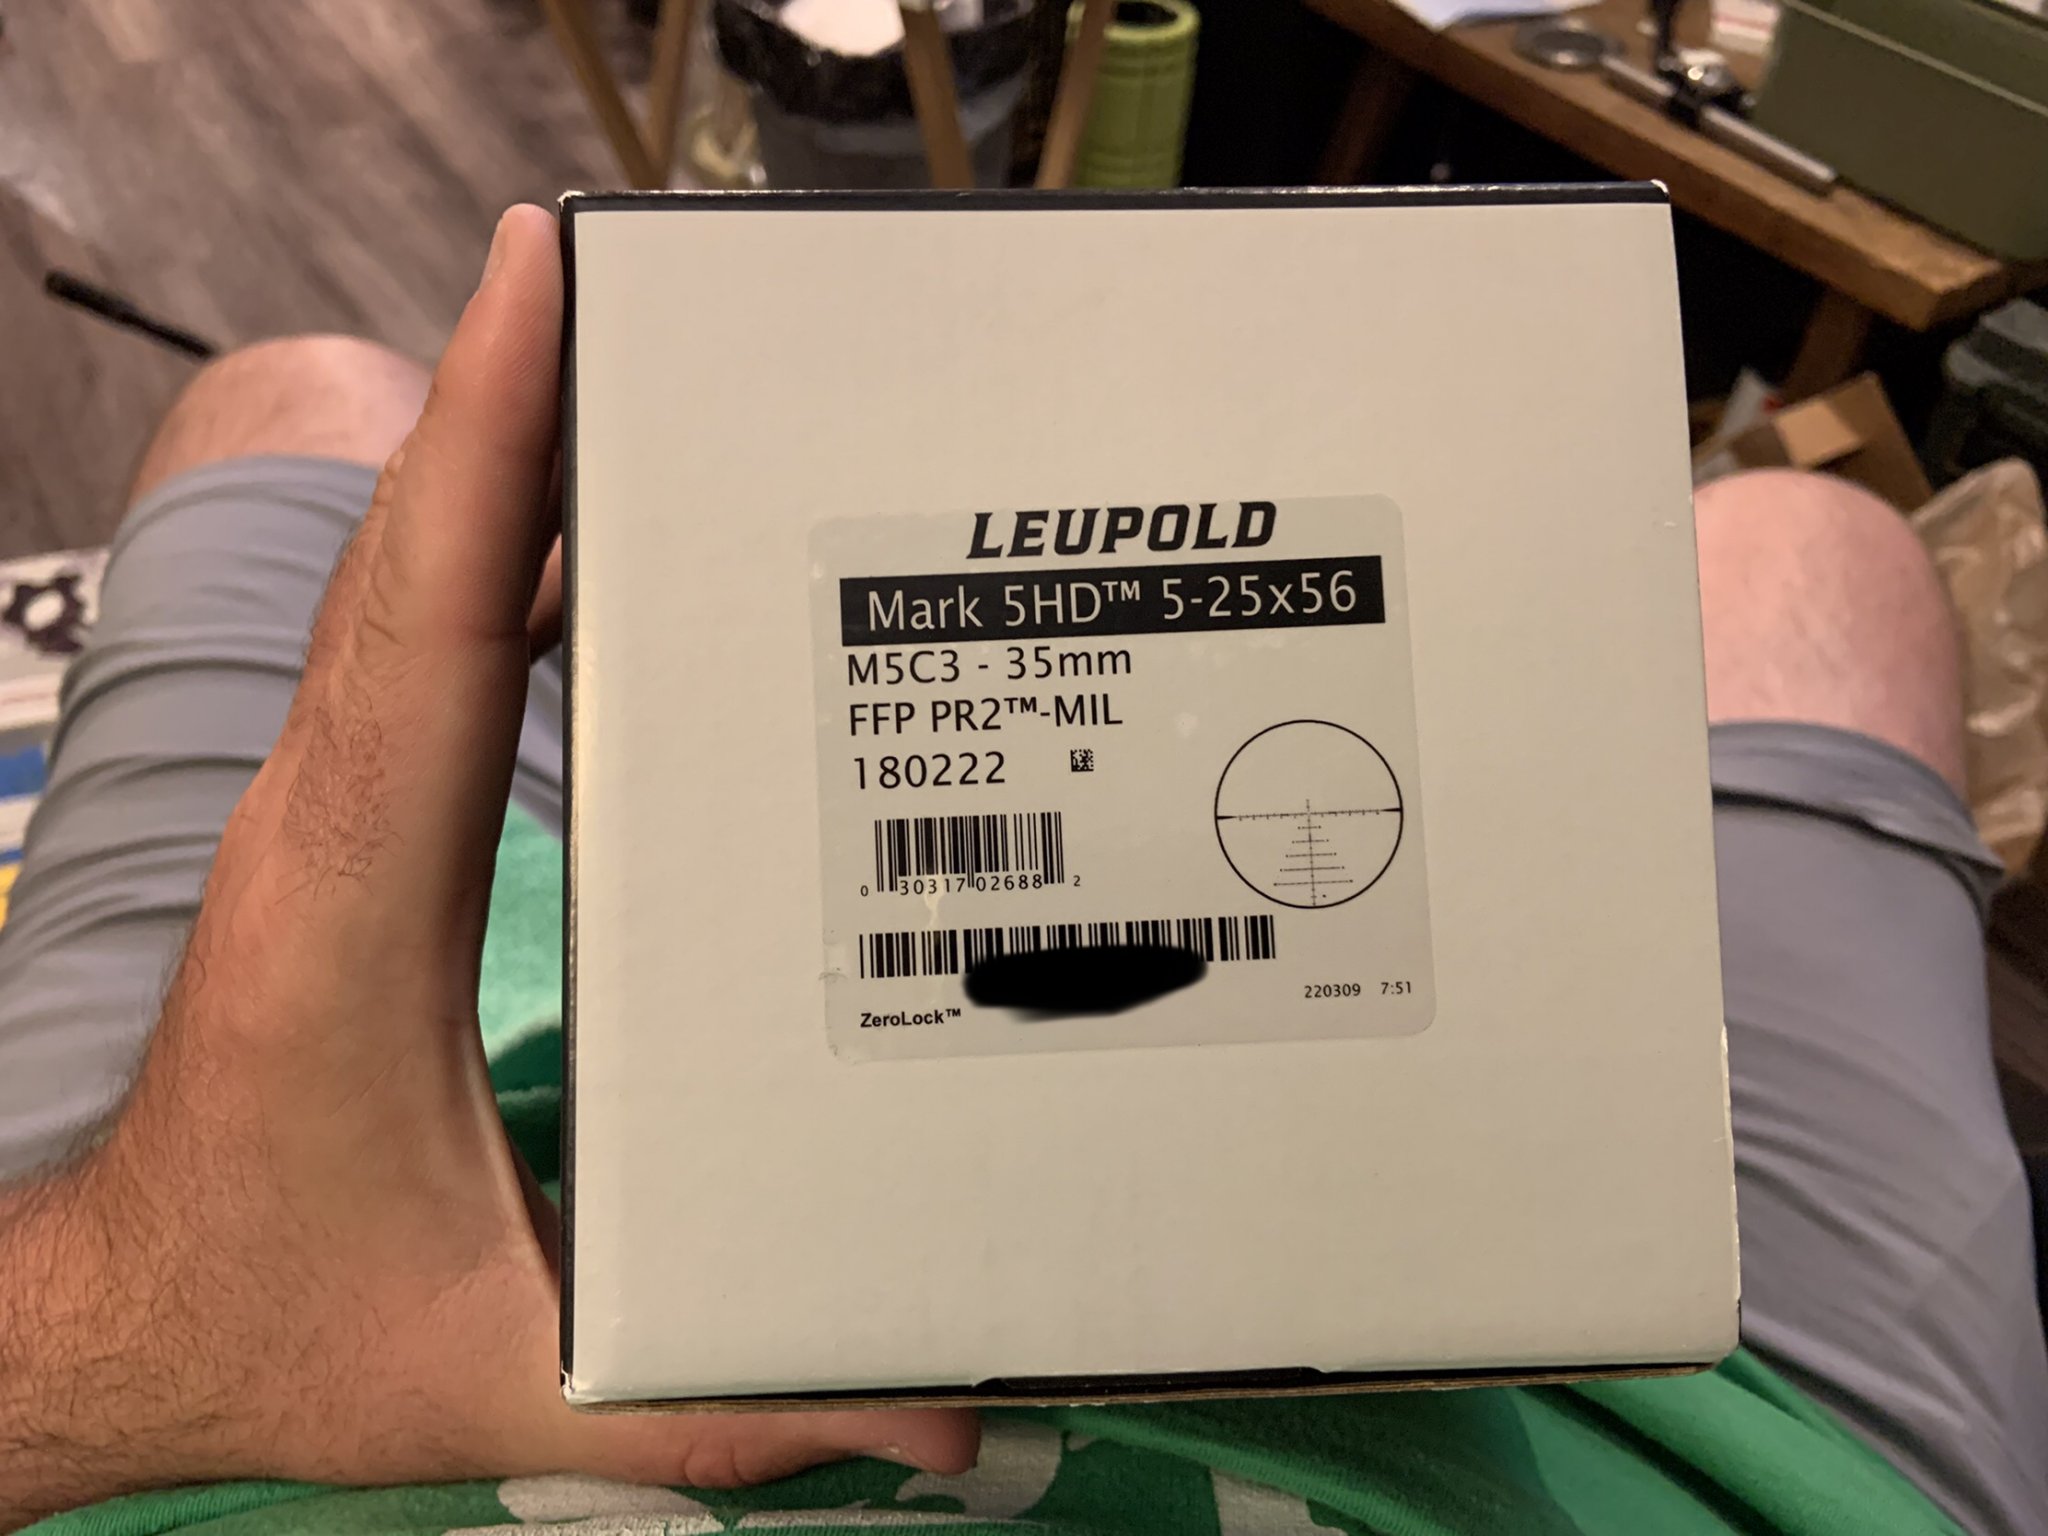 LEUPOLD
Mark 5HD™ 5-25x56
M5C3 - 35mm
FFP PR2™-MIL
180222
0 30317 02688 2
ZeroLock™
220309 7:51